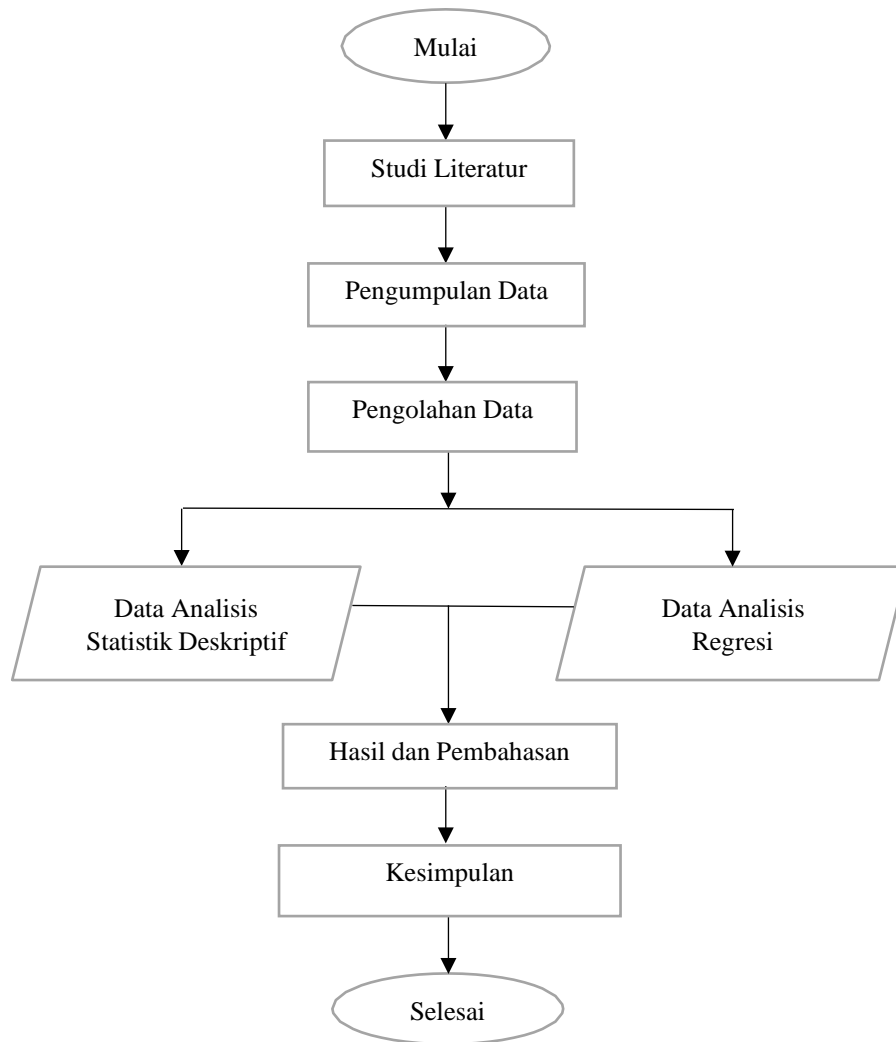 Mulai
Studi Literatur
Pengumpulan Data
Pengolahan Data
Data Analisis
Statistik Deskriptif
Data Analisis
Regresi
Hasil dan Pembahasan
Kesimpulan
Selesai